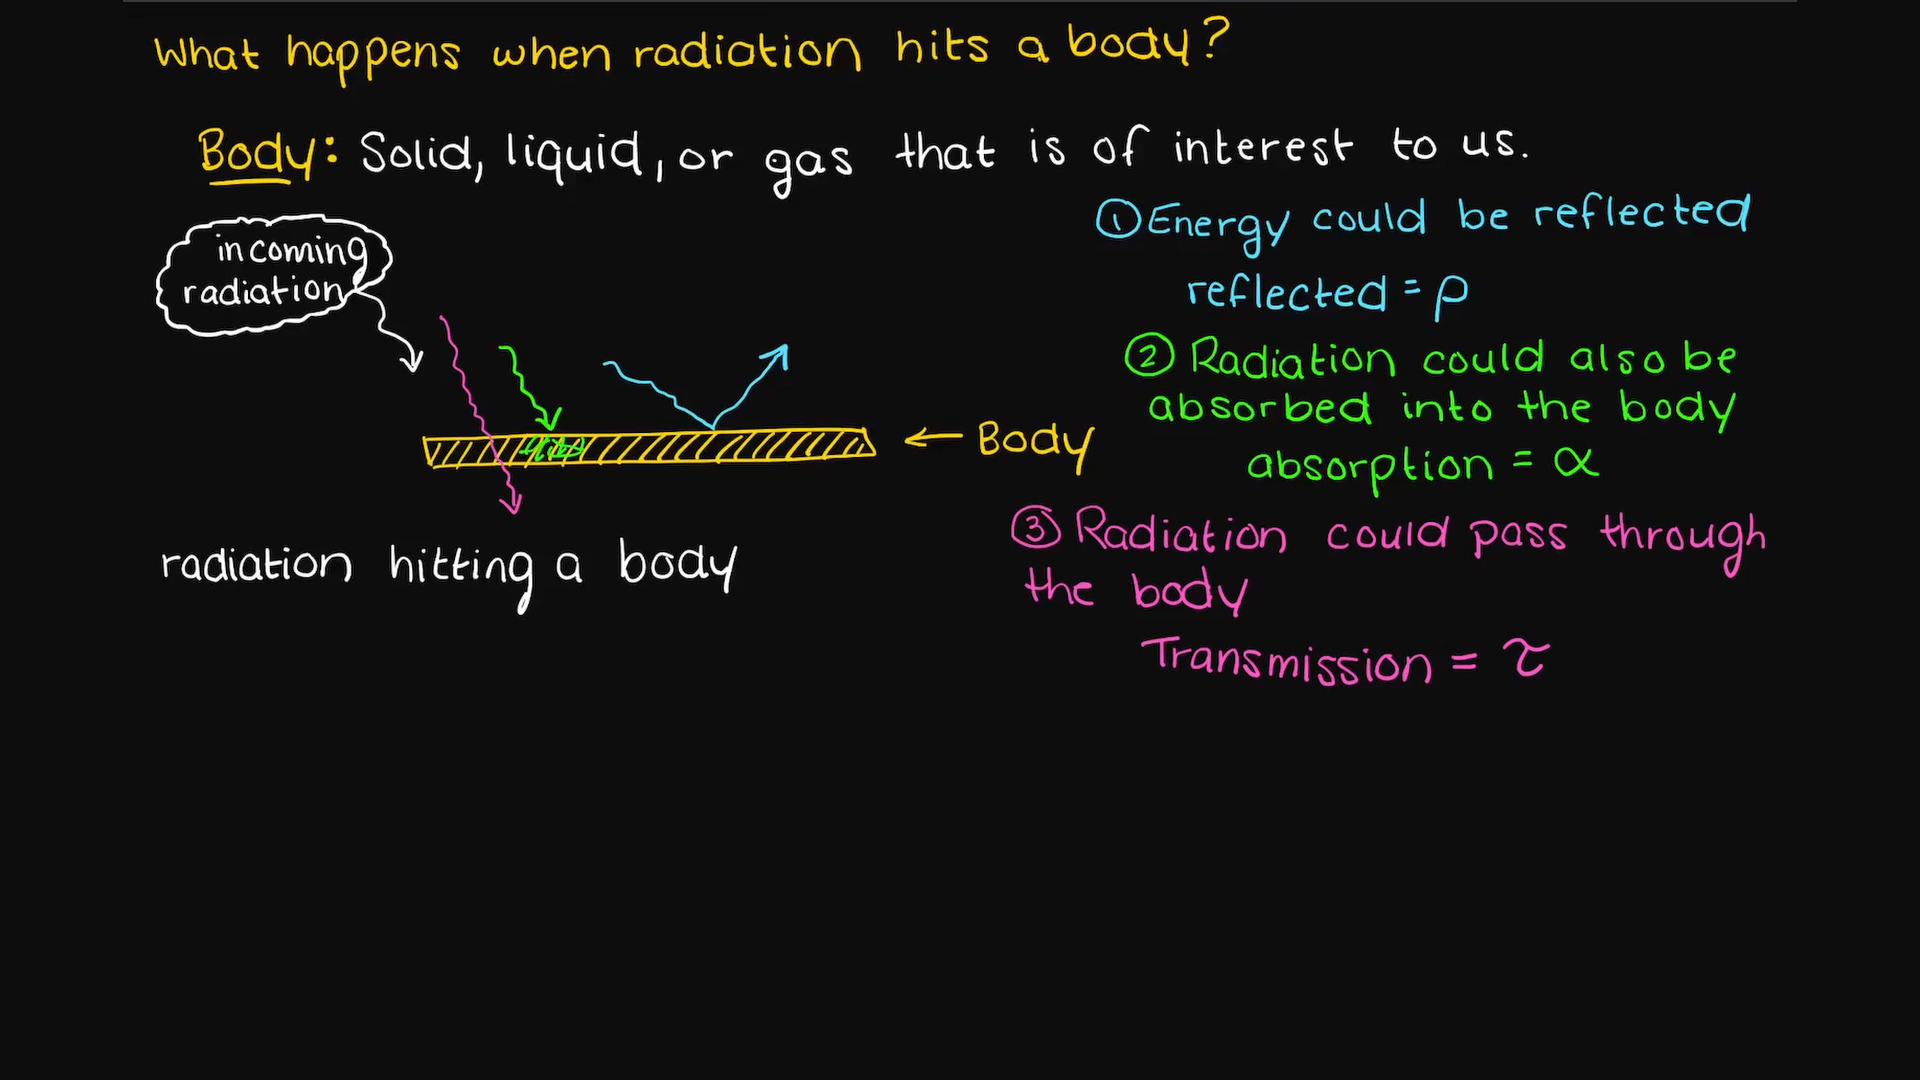 What happens when radiation hits a body?
Body: Solid, liquid, or gas that is of interest to us.
incoming
radiation
← Body
radiation hitting a body
① Energy could be reflected
reflected = ρ
② Radiation could also be
absorbed into the body
absorption = α
③ Radiation could pass through
the body
Transmission = τ